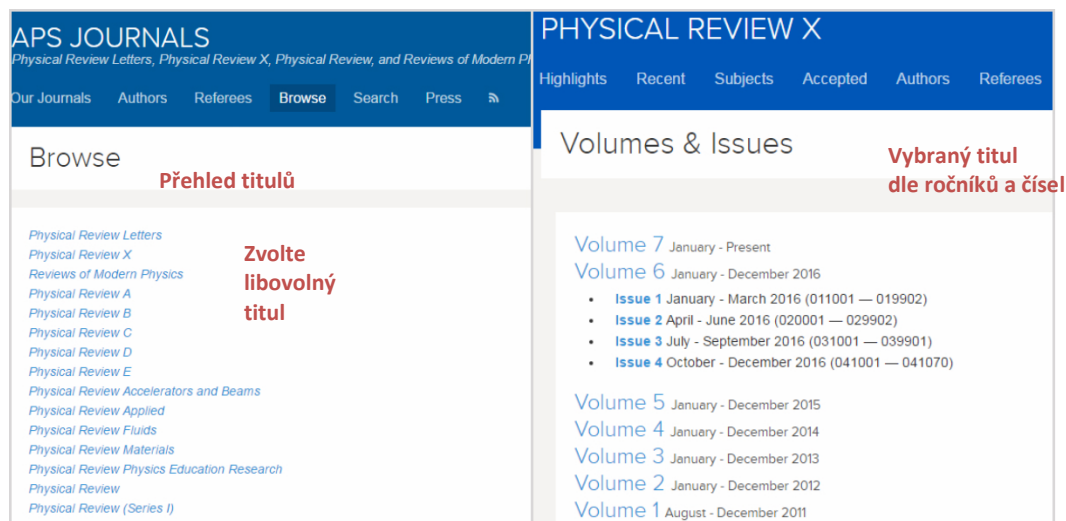 APS JOURNALS
Physical Review Letters, Physical Review X, Physical Review, and Reviews of Modern
Our Journals Authors Referees Browse Search Press
Browse
Přehled titulů
Zvolte
libovolný
titul
Physical Review Letters
Physical Review X
Reviews of Modern Physics
Physical Review A
Physical Review B
Physical Review C
Physical Review D
Physical Review E
Physical Review Accelerators and Beams
Physical Review Applied
Physical Review Fluids
Physical Review Materials
Physical Review Physics Education Research
Physical Review
Physical Review (Series I)
PHYSICAL REVIEW X
Highlights Recent Subjects Accepted Authors Referees
Volumes & Issues
Vybraný titul
dle ročníků a čísel
Volume 7 January - Present
Volume 6 January - December 2016
• Issue 1 January - March 2016 (011001 — 019902)
• Issue 2 April - June 2016 (020001 — 029902)
• Issue 3 July - September 2016 (031001 — 039901)
• Issue 4 October - December 2016 (041001 — 041070)
Volume 5 January - December 2015
Volume 4 January - December 2014
Volume 3 January - December 2013
Volume 2 January - December 2012
Volume 1 August - December 2011